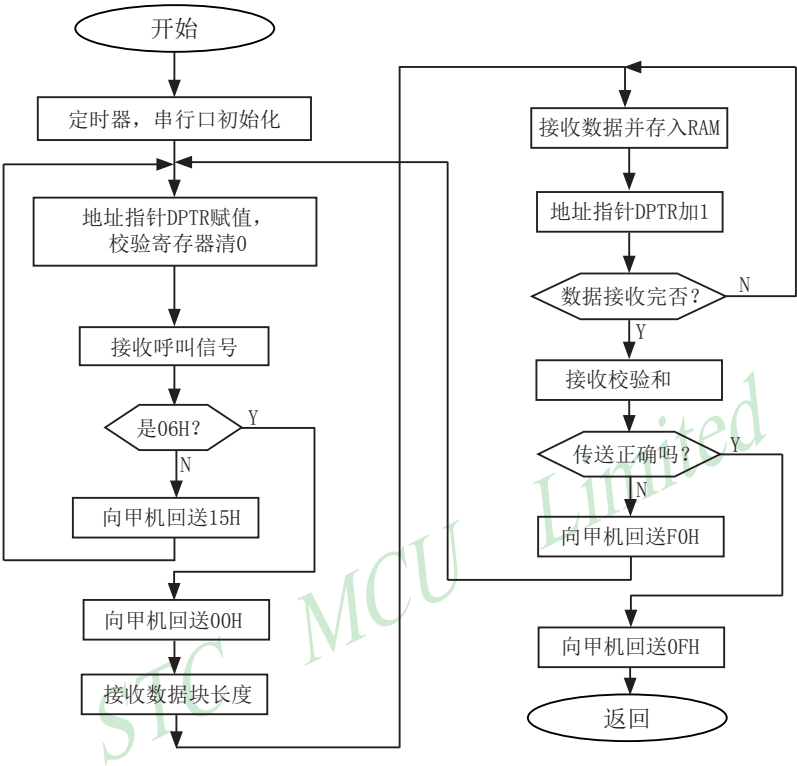 开始
定时器，串行口初始化
地址指针DPTR赋值，
校验寄存器清0
接收呼叫信号
是06H？
Y
N
向甲机回送15H
向甲机回送00H
接收数据块长度
接收数据并存入RAM
地址指针DPTR加1
数据接收完否？
N
Y
接收校验和
传送正确吗？
Y
N
向甲机回送F0H
向甲机回送0FH
返回
STC MCU Limited